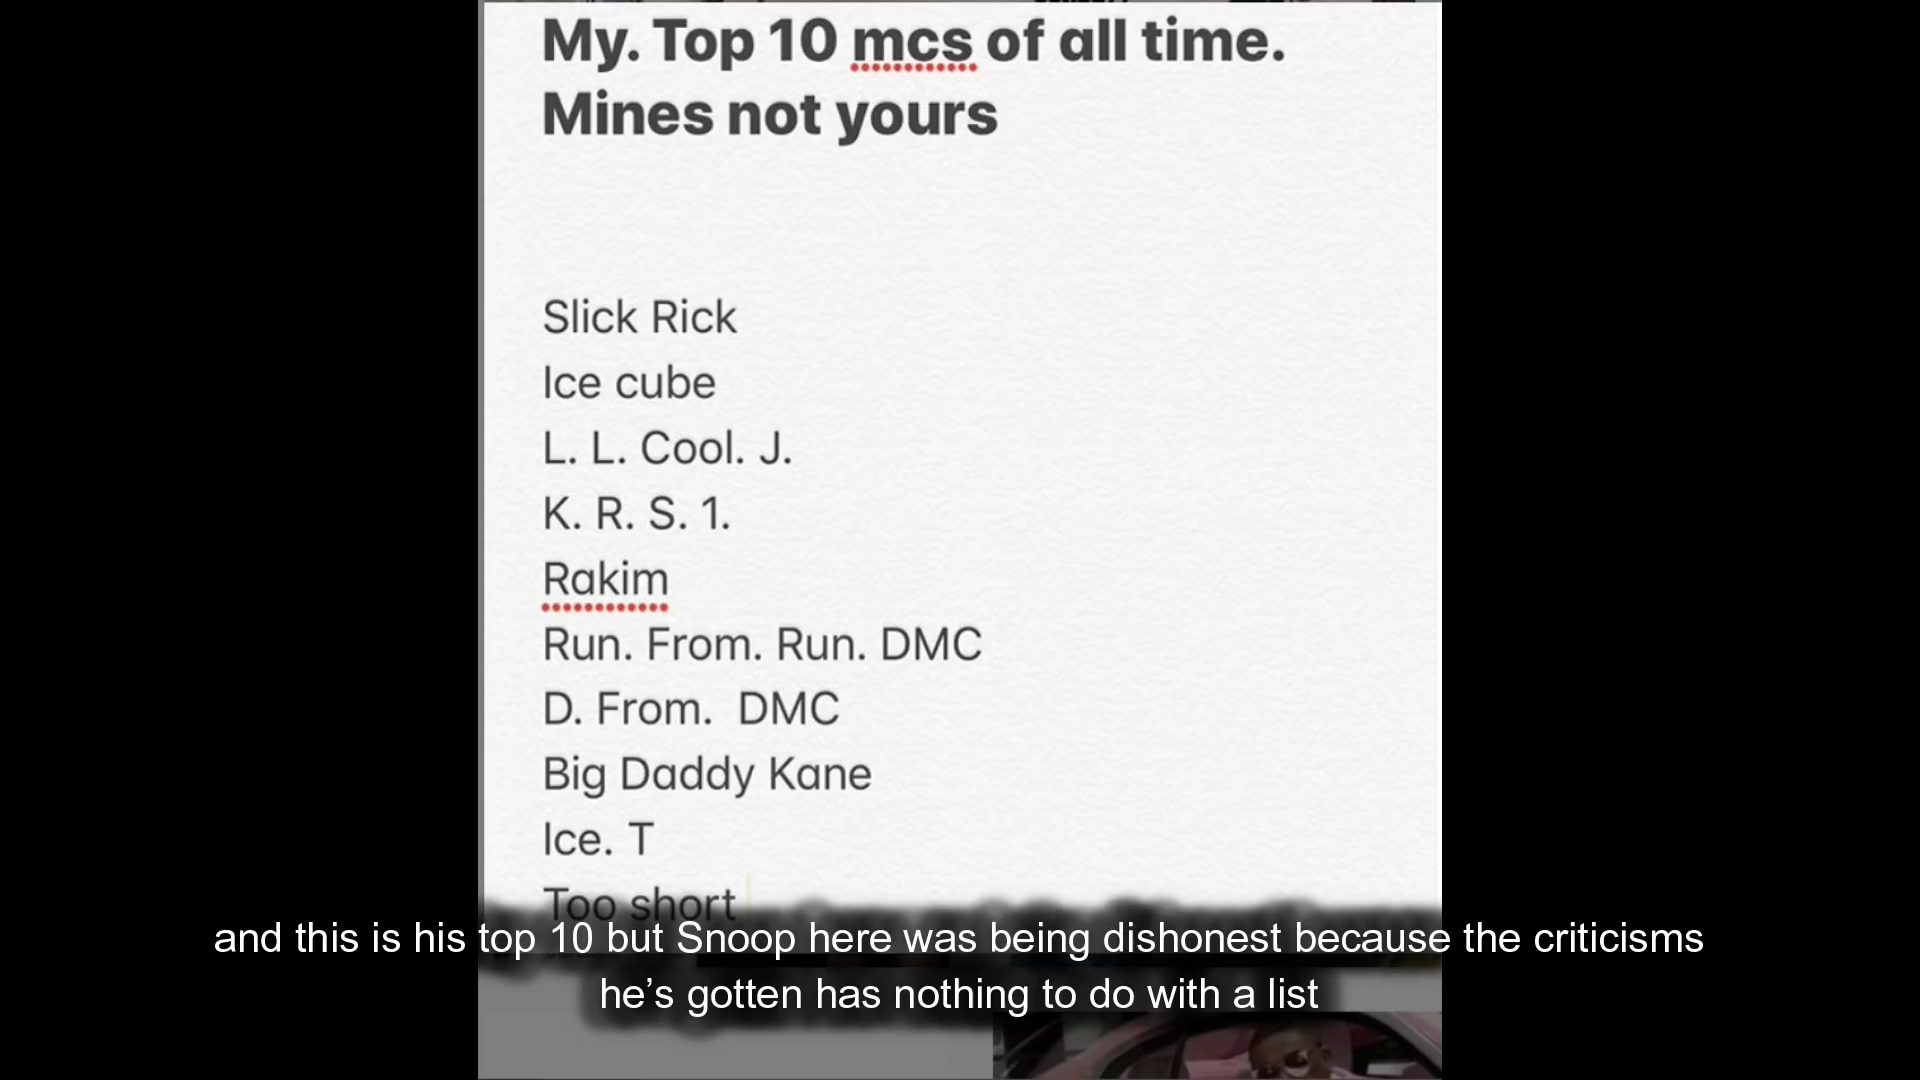 My. Top 10 mcs of all time.
Mines not yours
Slick Rick
Ice cube
L. L. Cool. J.
K. R. S. 1.
Rakim
Run. From. Run. DMC
D. From.  DMC
Big Daddy Kane
Ice. T
Too short
and this is his top 10 but Snoop here was being dishonest because the criticisms
he’s gotten has nothing to do with a list